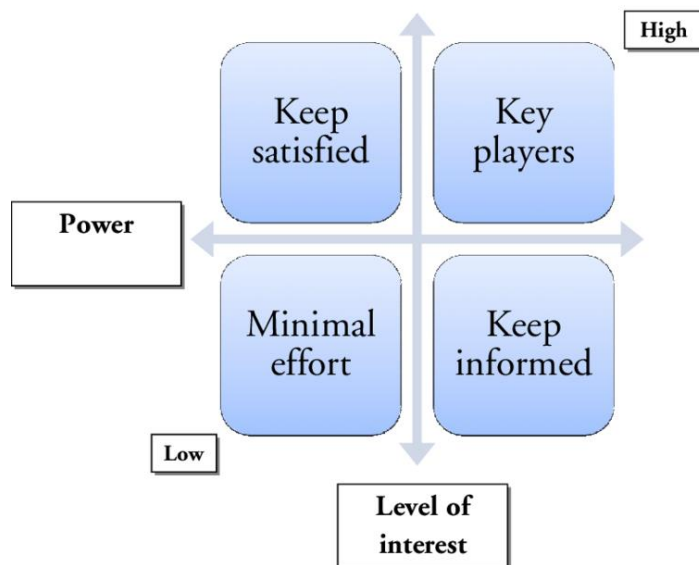 High
Keep
satisfied
Key
players
Power
Minimal
effort
Keep
informed
Low
Level of
interest